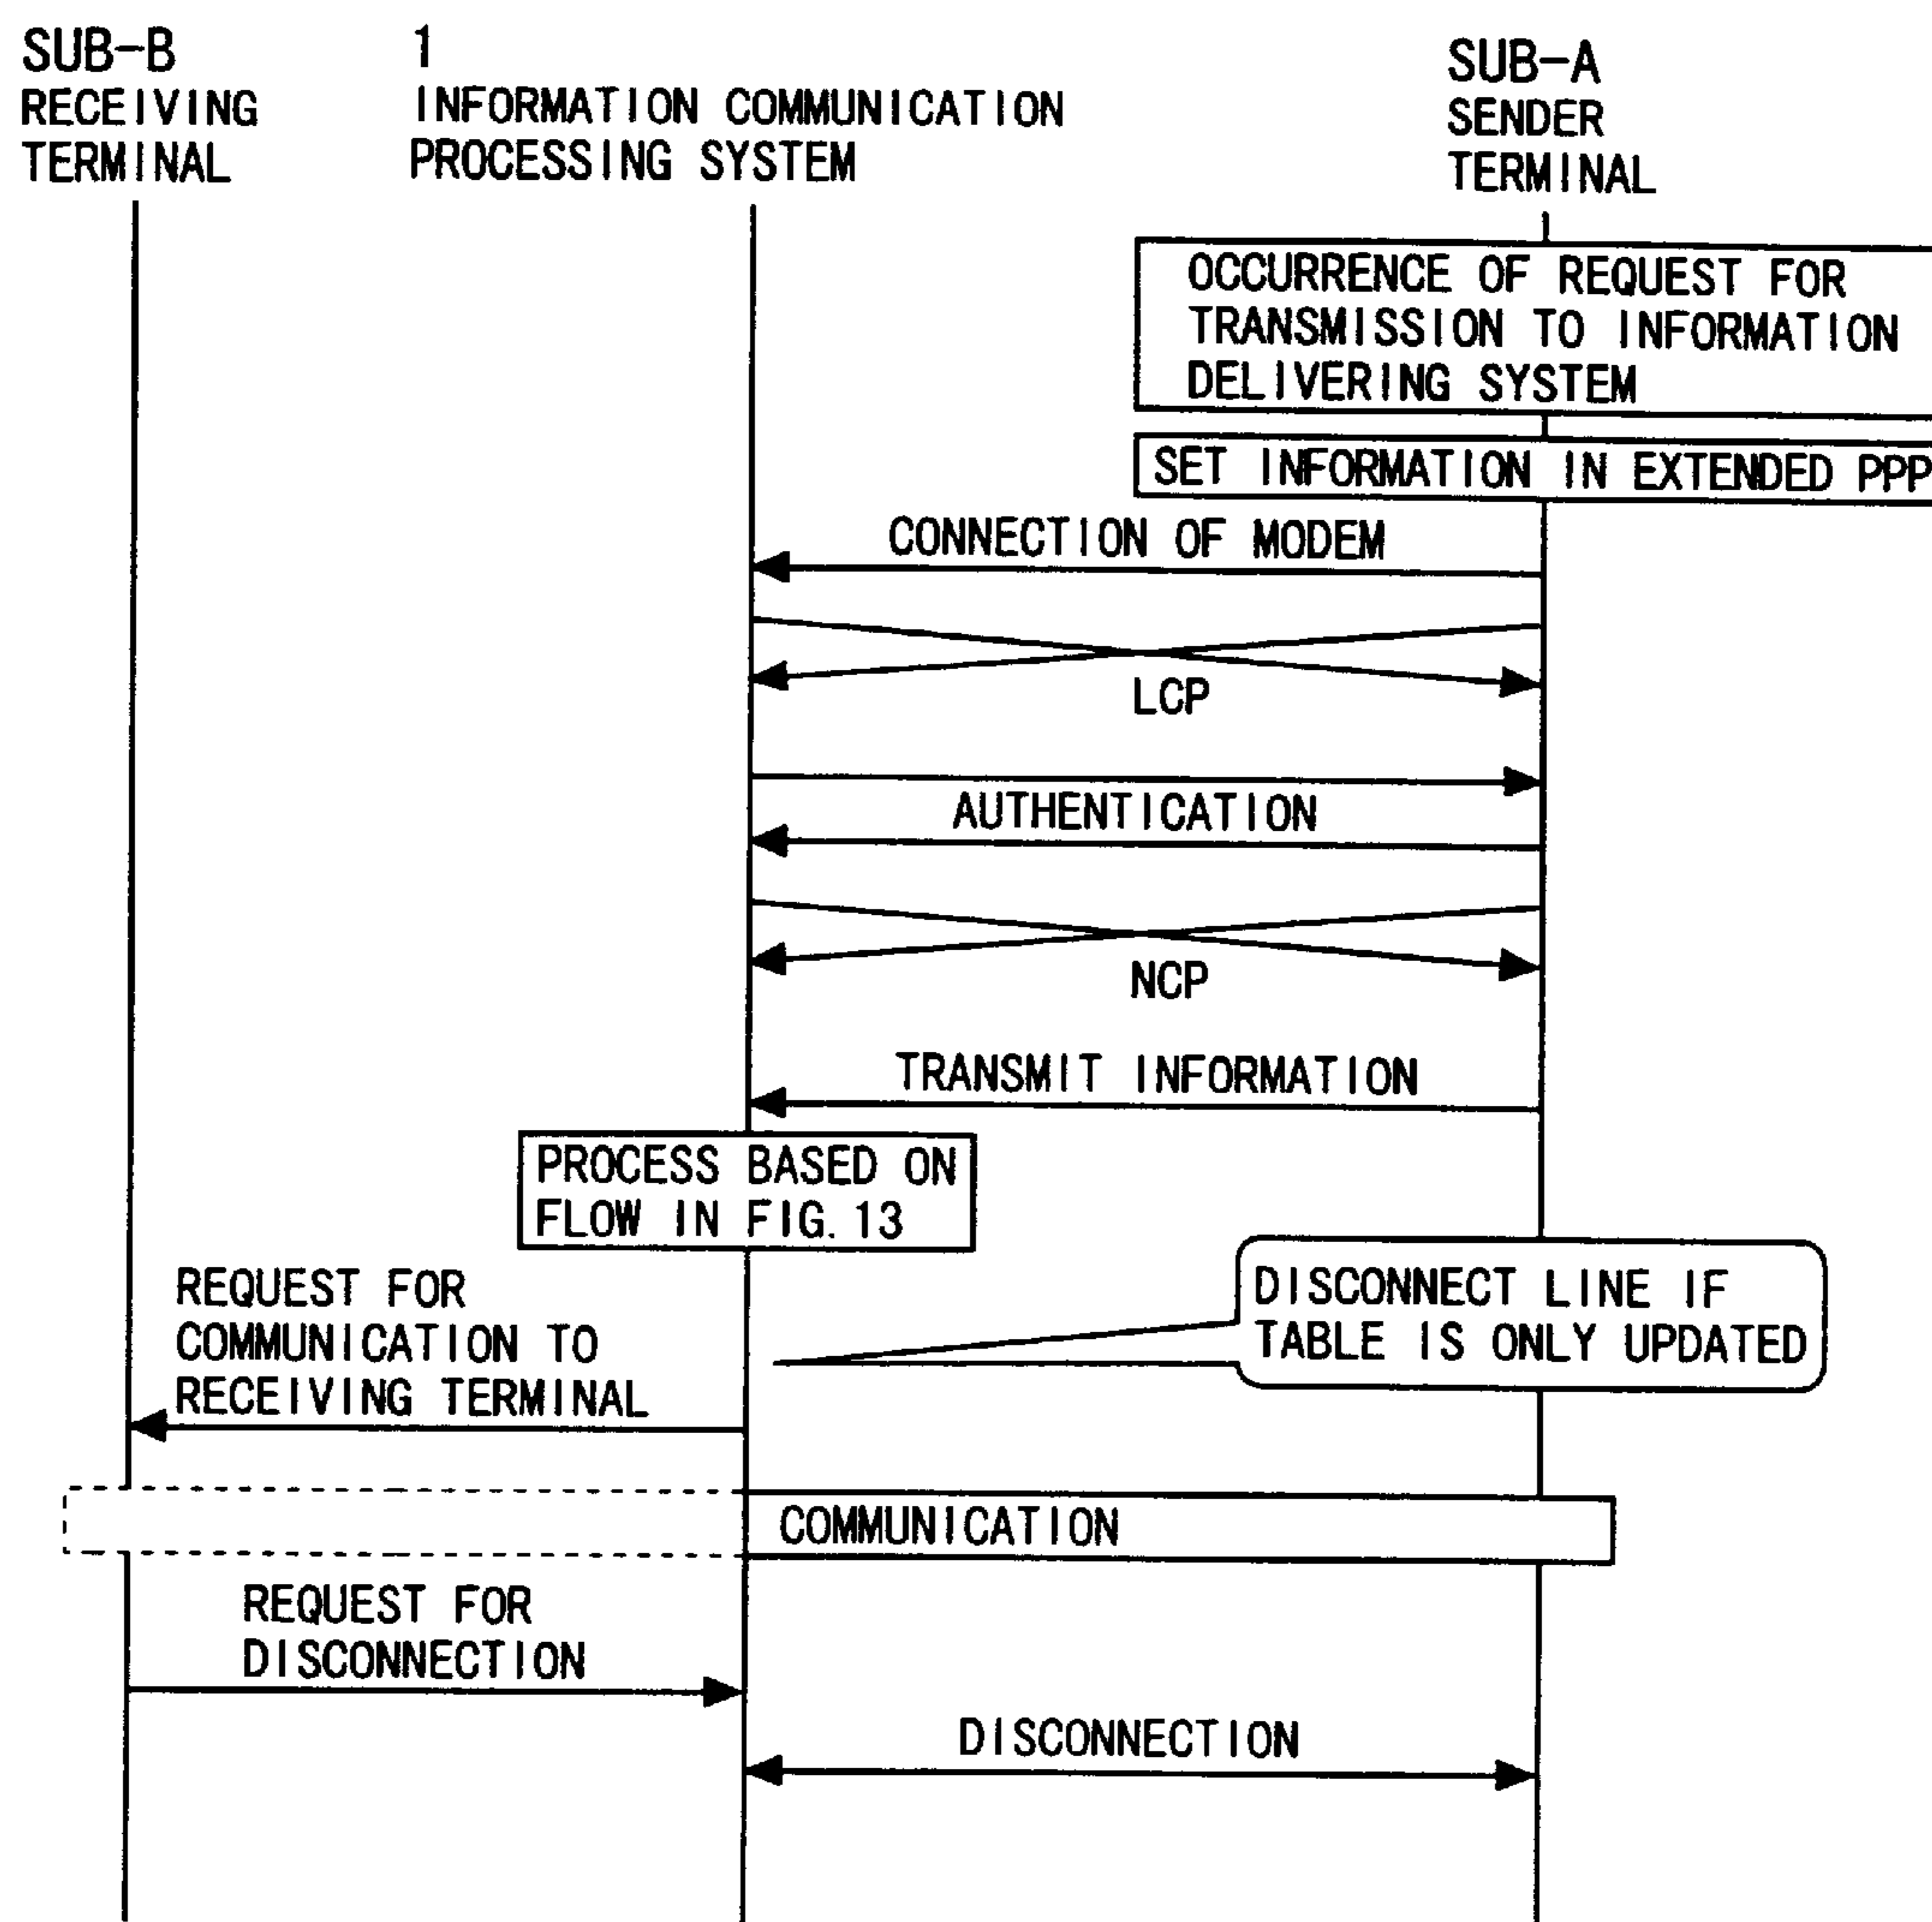 SUB-B
RECEIVING
TERMINAL
1
INFORMATION COMMUNICATION
PROCESSING SYSTEM
SUB-A
SENDER
TERMINAL
OCCURRENCE OF REQUEST FOR
TRANSMISSION TO INFORMATION
DELIVERING SYSTEM
SET INFORMATION IN EXTENDED PPP
CONNECTION OF MODEM
LCP
AUTHENTICATION
NCP
TRANSMIT INFORMATION
PROCESS BASED ON
FLOW IN FIG. 13
REQUEST FOR
COMMUNICATION TO
RECEIVING TERMINAL
DISCONNECT LINE IF
TABLE IS ONLY UPDATED
COMMUNICATION
REQUEST FOR
DISCONNECTION
DISCONNECTION